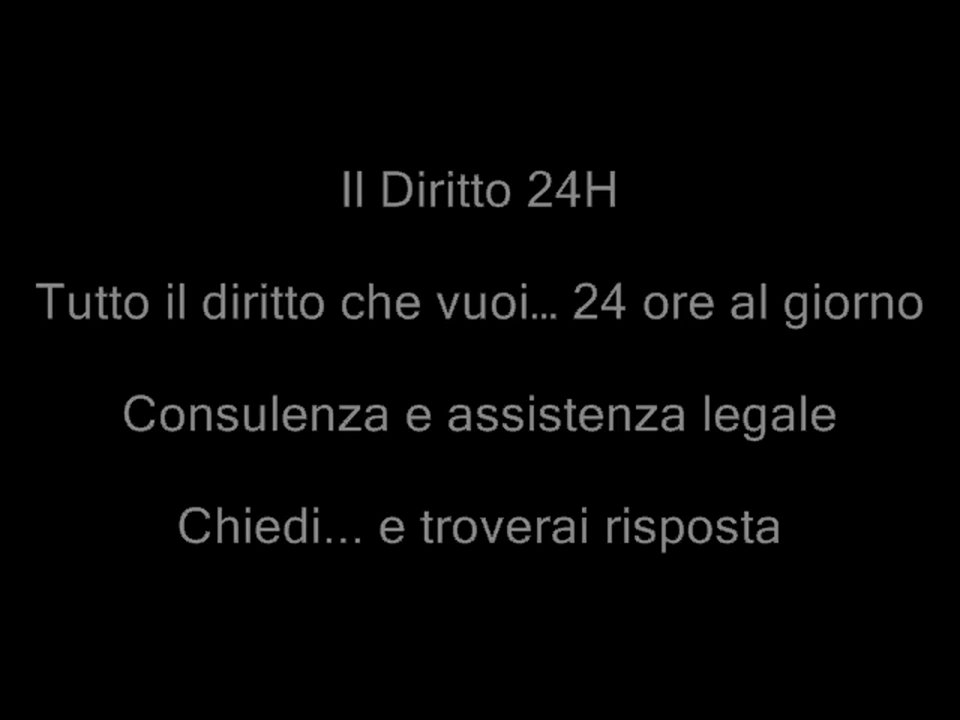 Il Diritto 24H
Tutto il diritto che vuoi… 24 ore al giorno
Consulenza e assistenza legale
Chiedi... e troverai risposta